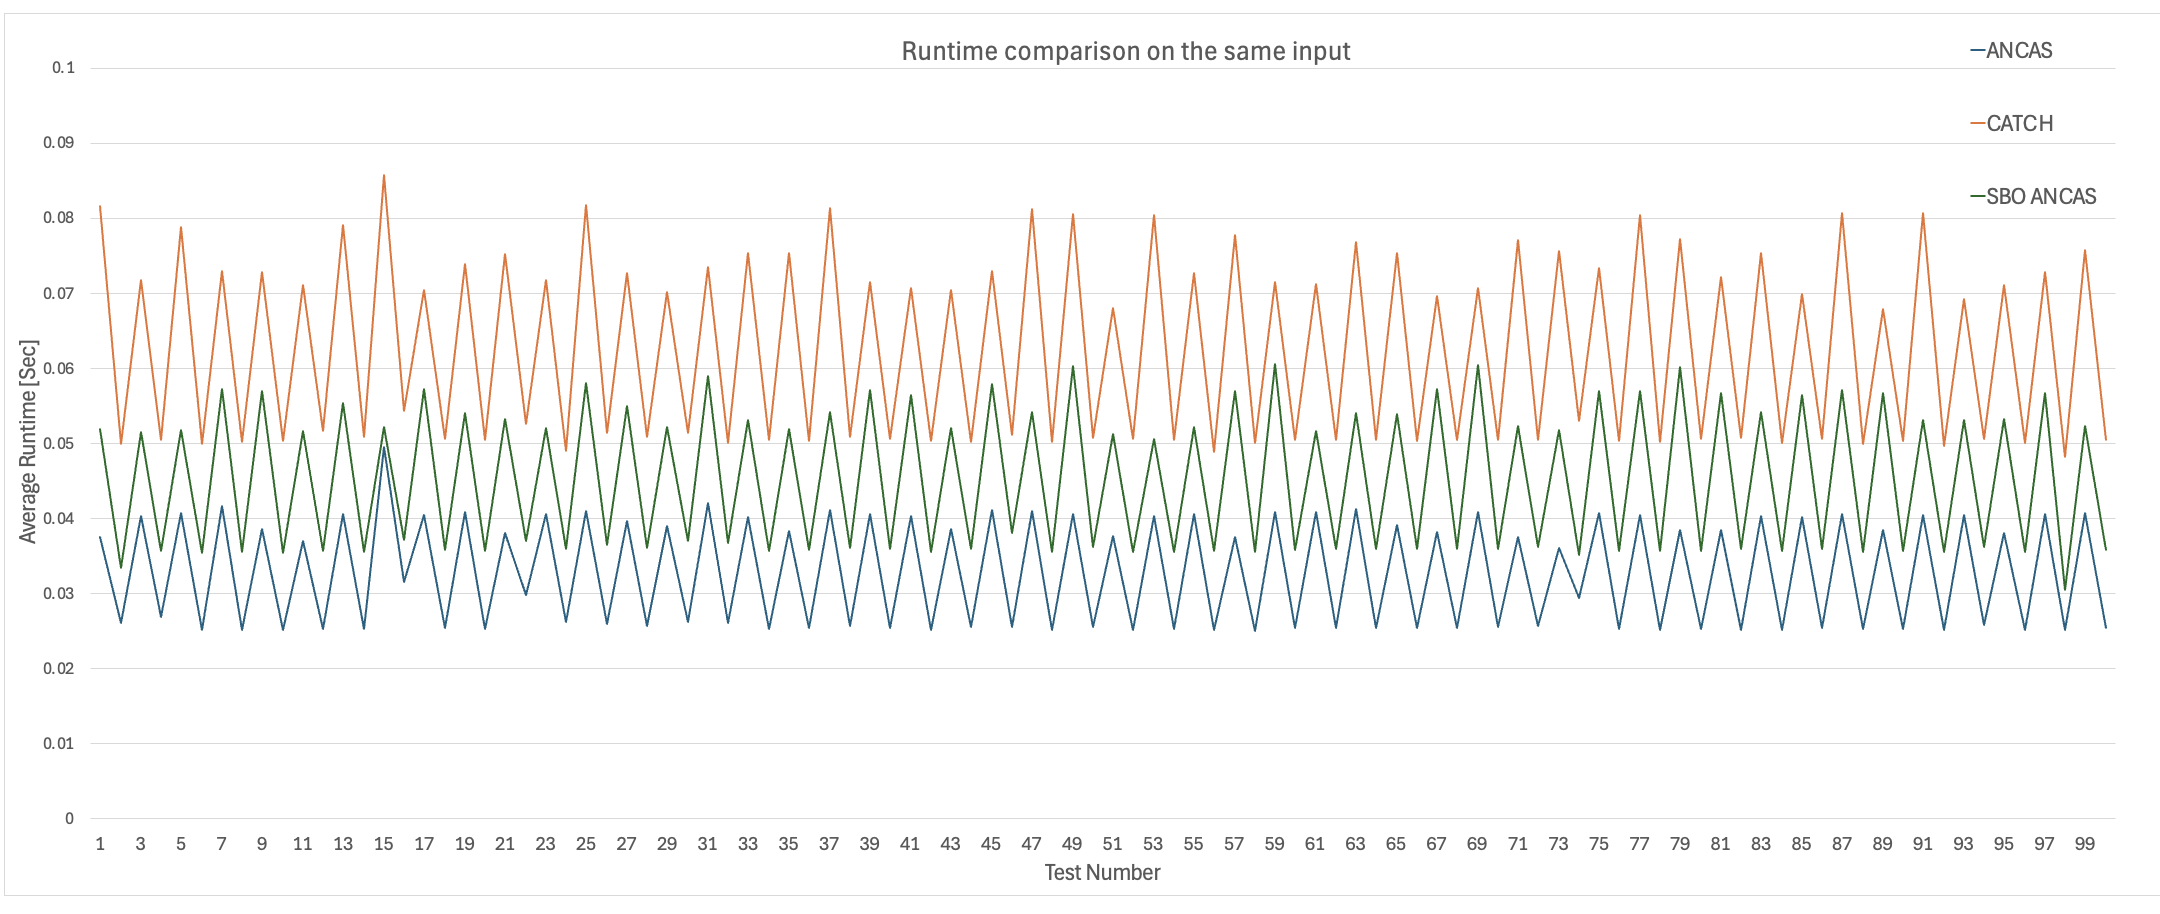 Runtime comparison on the same input
ANCAS
CATCH
SBO ANCAS
Average Runtime [Sec]
0.1
0.09
0.08
0.07
0.06
0.05
0.04
0.03
0.02
0.01
0
1 3 5 7 9 11 13 15 17 19 21 23 25 27 29 31 33 35 37 39 41 43 45 47 49 51 53 55 57 59 61 63 65 67 69 71 73 75 77 79 81 83 85 87 89 91 93 95 97 99
Test Number